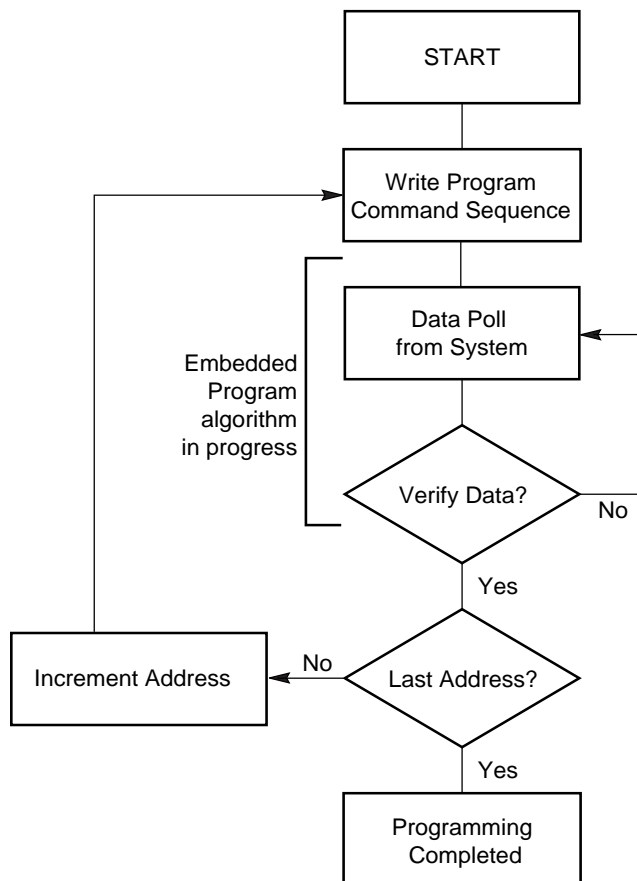 START
Write Program
Command Sequence
Data Poll
from System
Embedded
Program
algorithm
in progress
Verify Data?
No
Yes
No
Increment Address
Last Address?
Yes
Programming
Completed